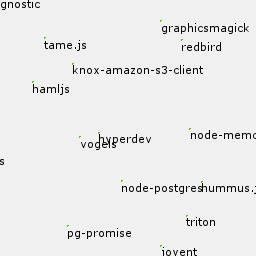 gnostic
graphicsmagick
tame.js
redbird
knox-amazon-s3-client
hamljs
node-memo
hyperdev
vogels
s
node-postgres
hummus.j
triton
pg-promise
jovent